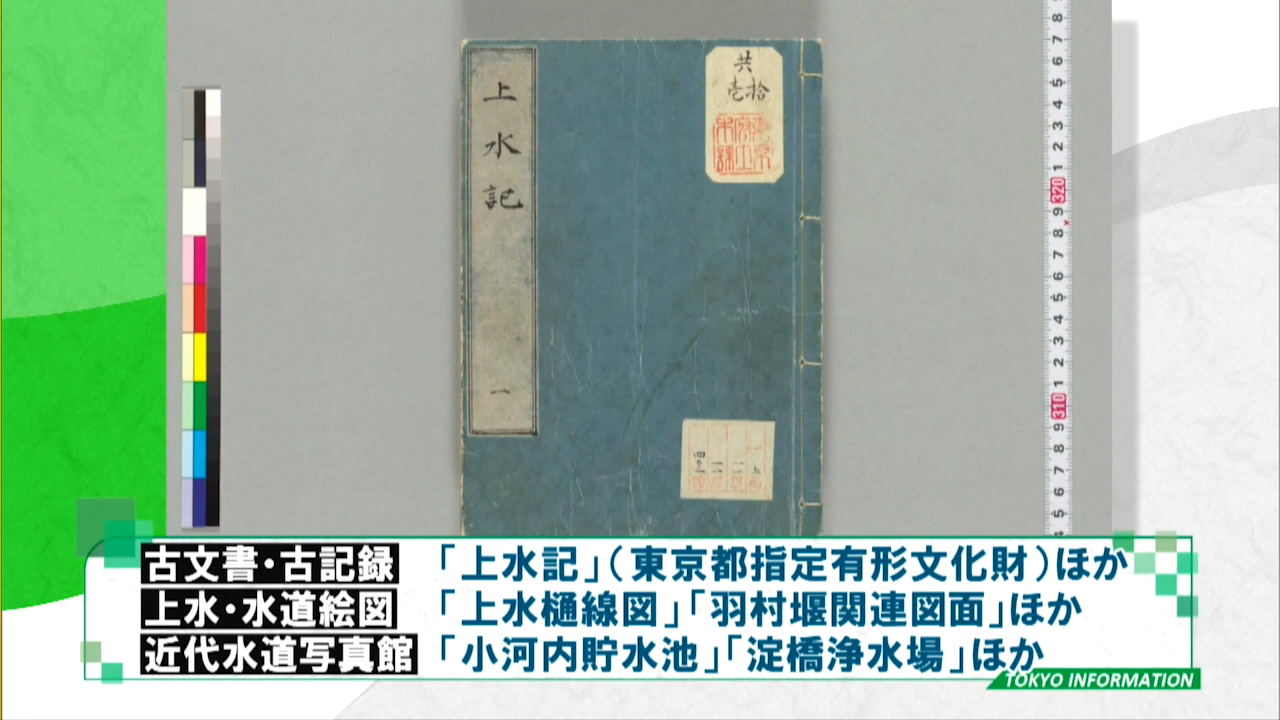 上水記
一
共
壱拾
古文書・古記録 「上水記」（東京都指定有形文化財）ほか
上水・水道絵図 「上水樋線図」「羽村堰関連図面」ほか
近代水道写真館 「小河内貯水池」「淀橋浄水場」ほか
TOKYO INFORMATION